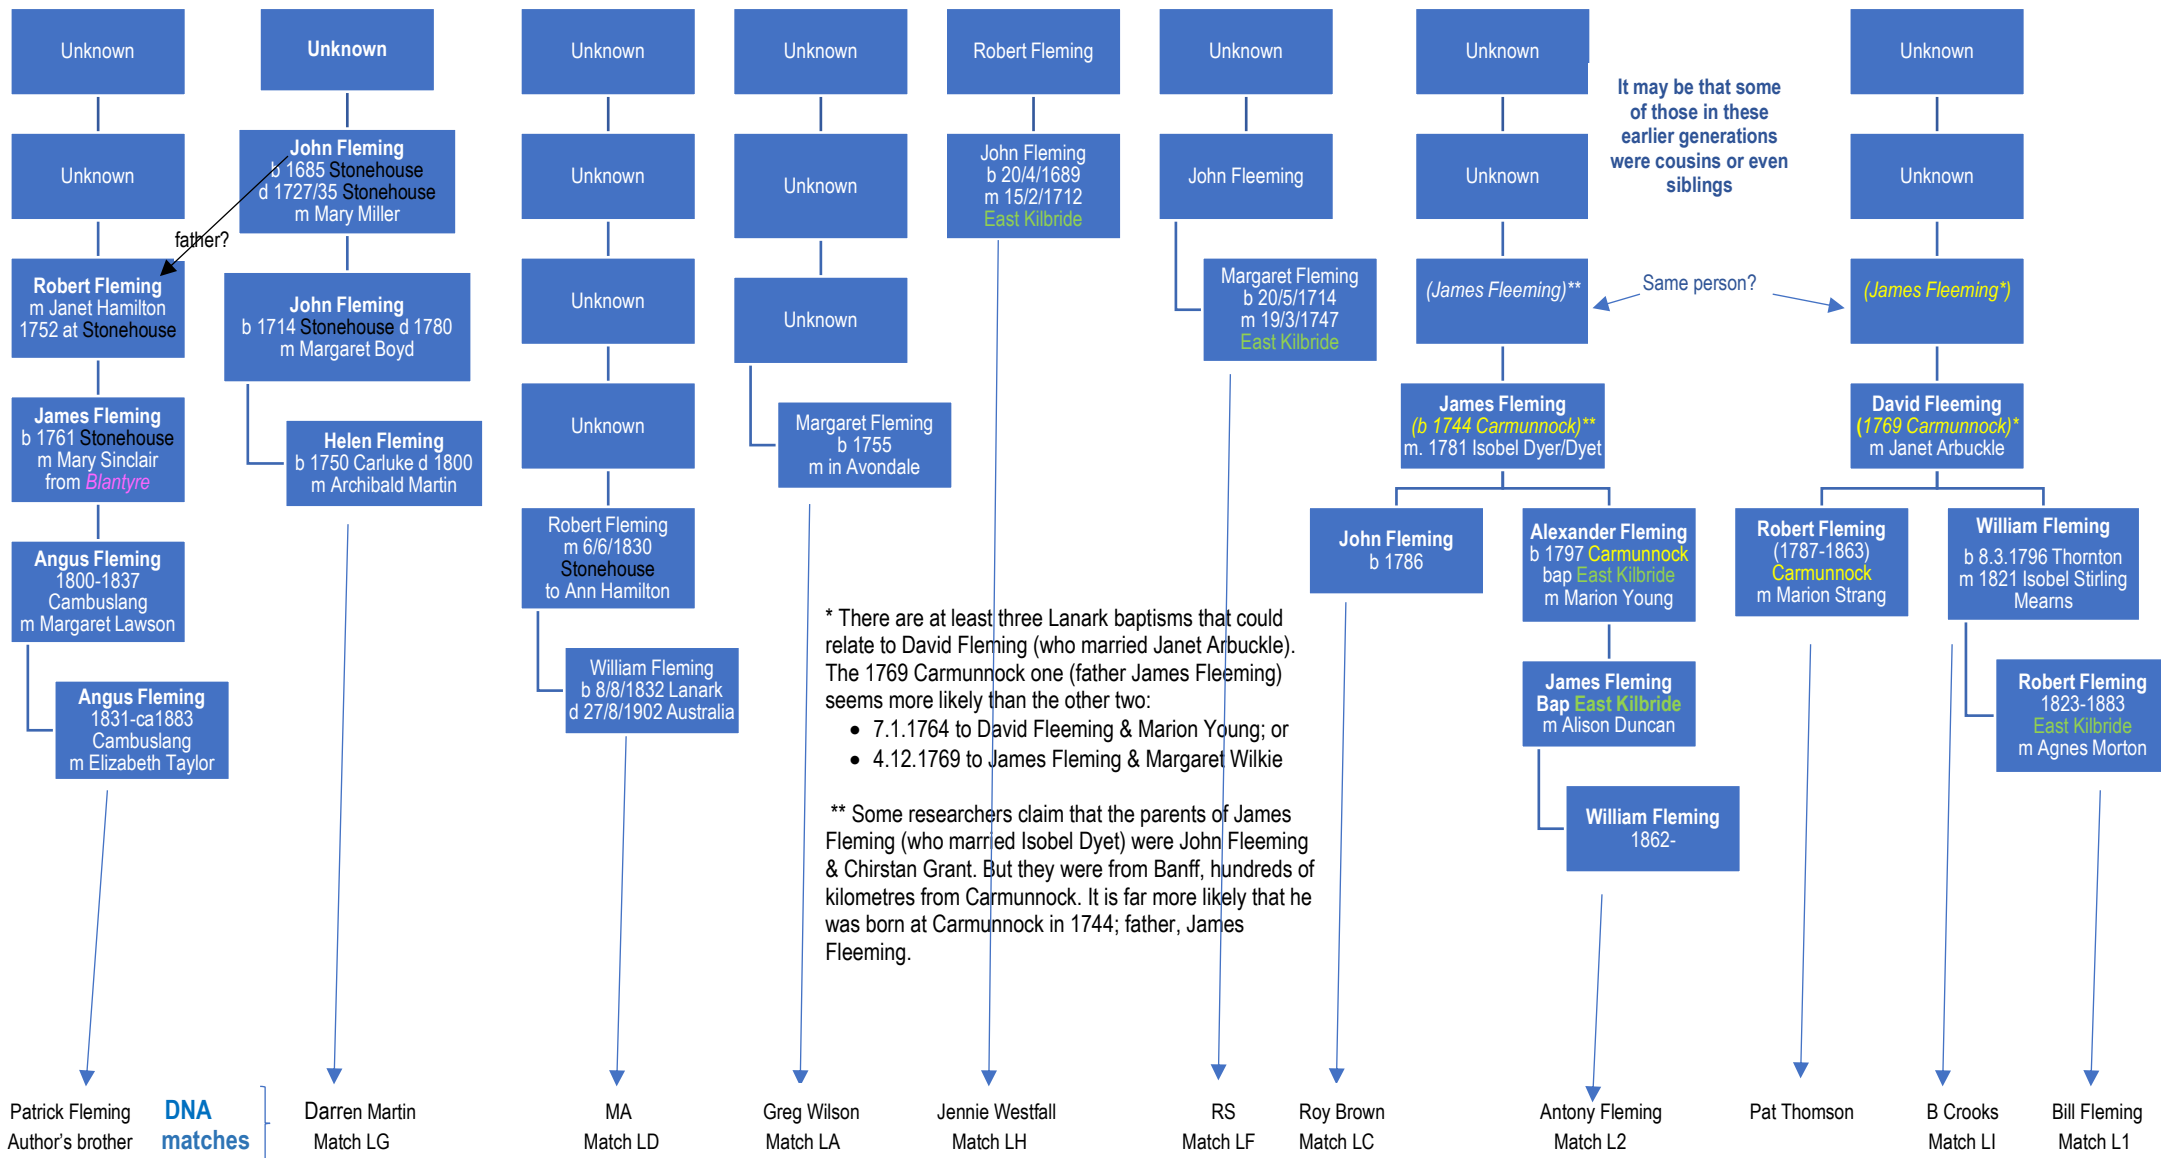 Unknown
Unknown
Unknown
Unknown
Robert Fleming
Unknown
Unknown
Unknown
It may be that some
of those in these
earlier generations
were cousins or even
siblings
Unknown
John Fleming
b 1685 Stonehouse
d 1727/35 Stonehouse
m Mary Miller
Unknown
Unknown
John Fleming
b 20/4/1689
m 15/2/1712
East Kilbride
John Fleeming
Unknown
Unknown
father?
Robert Fleming
m Janet Hamilton
1752 at Stonehouse
John Fleming
b 1714 Stonehouse d 1780
m Margaret Boyd
Unknown
Unknown
Margaret Fleming
b 20/5/1714
m 19/3/1747
East Kilbride
(James Fleeming)**
Same person?
(James Fleeming*)
James Fleming
b 1761 Stonehouse
m Mary Sinclair
from Blantyre
Helen Fleming
b 1750 Carluke d 1800
m Archibald Martin
Unknown
Margaret Fleming
b 1755
m in Avondale
James Fleming
(b 1744 Carmunnock)**
m. 1781 Isobel Dyer/Dyet
David Fleeming
(1769 Carmunnock)*
m Janet Arbuckle
Angus Fleming
1800-1837
Cambuslang
m Margaret Lawson
Robert Fleming
m 6/6/1830
Stonehouse
to Ann Hamilton
John Fleming
b 1786
Alexander Fleming
b 1797 Carmunnock
bap East Kilbride
m Marion Young
Robert Fleming
(1787-1863)
Carmunnock
m Marion Strang
William Fleming
b 8.3.1796 Thornton
m 1821 Isobel Stirling
Mearns
Angus Fleming
1831-ca1883
Cambuslang
m Elizabeth Taylor
William Fleming
b 8/8/1832 Lanark
d 27/8/1902 Australia
James Fleming
Bap East Kilbride
m Alison Duncan
Robert Fleming
1823-1883
East Kilbride
m Agnes Morton
William Fleming
1862-
* There are at least three Lanark baptisms that could
relate to David Fleming (who married Janet Arbuckle).
The 1769 Carmunnock one (father James Fleeming)
seems more likely than the other two:
• 7.1.1764 to David Fleeming & Marion Young; or
• 4.12.1769 to James Fleming & Margaret Wilkie
** Some researchers claim that the parents of James
Fleming (who married Isobel Dyet) were John Fleeming
& Chirstan Grant. But they were from Banff, hundreds of
kilometres from Carmunnock. It is far more likely that he
was born at Carmunnock in 1744; father, James
Fleeming.
Patrick Fleming
Author's brother
DNA
matches
Darren Martin
Match LG
MA
Match LD
Greg Wilson
Match LA
Jennie Westfall
Match LH
RS
Match LF
Roy Brown
Match LC
Antony Fleming
Match L2
Pat Thomson
B Crooks
Match LI
Bill Fleming
Match L1